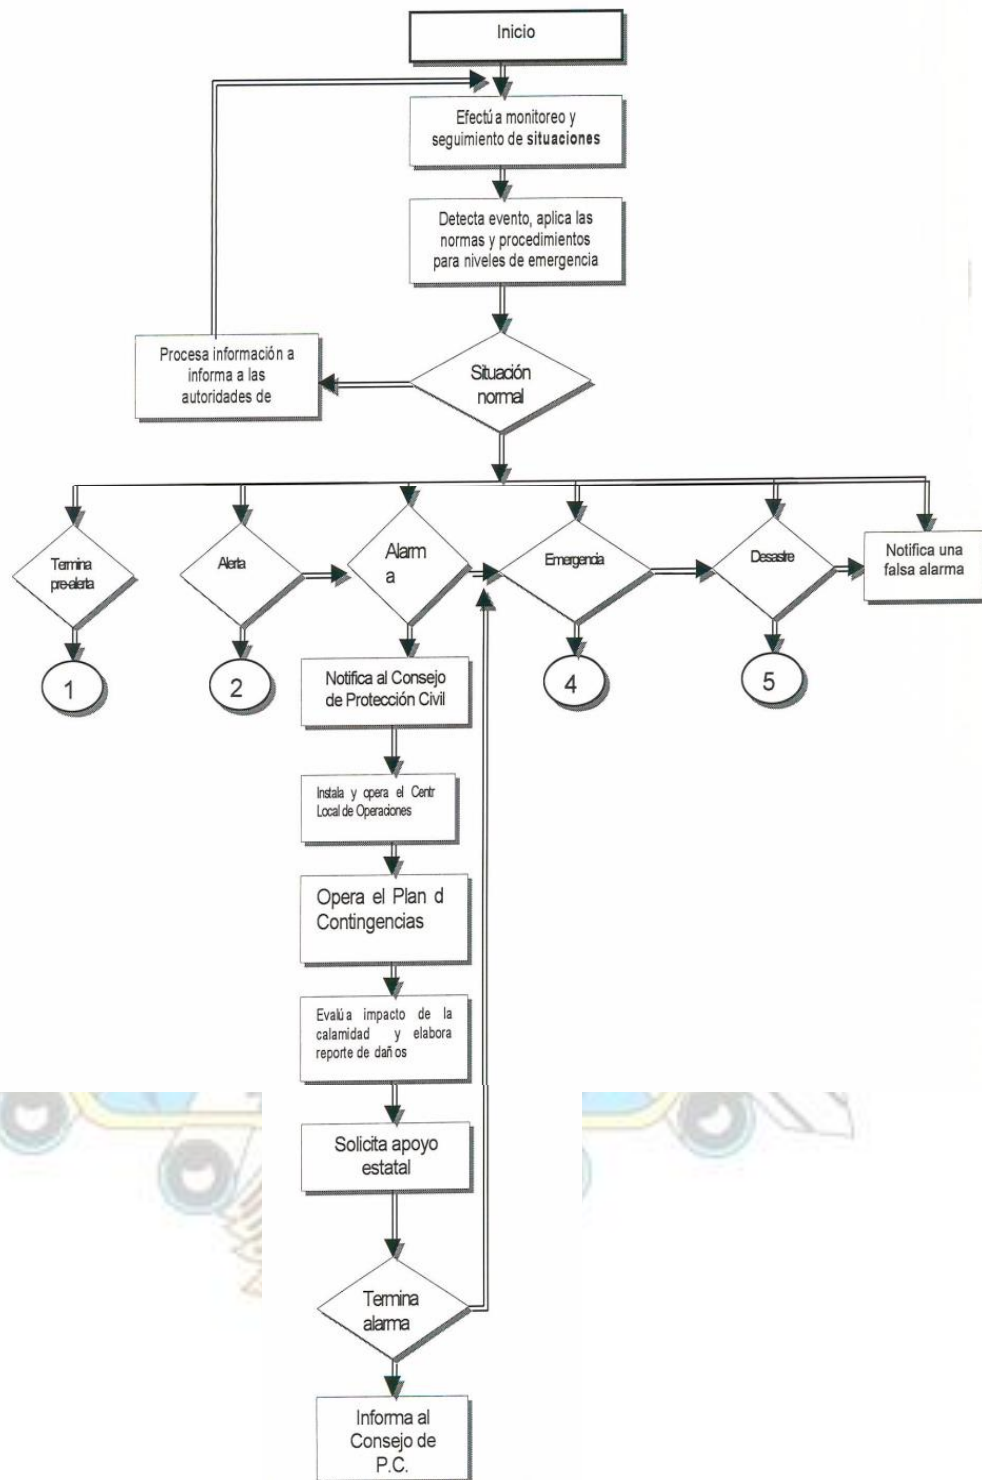 Inicio
Efectúa monitoreo y
seguimiento de situaciones
Detecta evento, aplica las
normas y procedimientos
para niveles de emergencia
Procesa información a
informa a las
autoridades de
Situación
normal
Termina
pre-alerta
Alerta
Alarm
a
Emergencia
Desastre
Notifica una
falsa alarma
1
2
Notifica al Consejo
de Protección Civil
4
5
Instala y opera el Centr
Local de Operaciones
Opera el Plan d
Contingencias
Evalúa impacto de la
calamidad y elabora
reporte de daños
Solicita apoyo
estatal
Termina
alarma
Informa al
Consejo de
P.C.